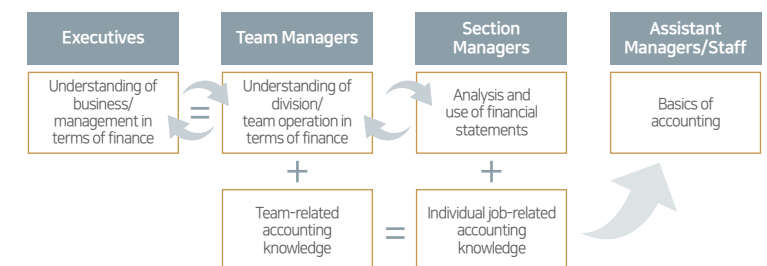 Executives
Team Managers
Section
Managers
Assistant
Managers/Staff
Understanding of
business/
management in
terms of finance
=
Understanding of
division/
team operation in
terms of finance
Analysis and
use of financial
statements
Basics of
accounting
+
+
Team-related
accounting
knowledge
=
Individual job-related
accounting
knowledge